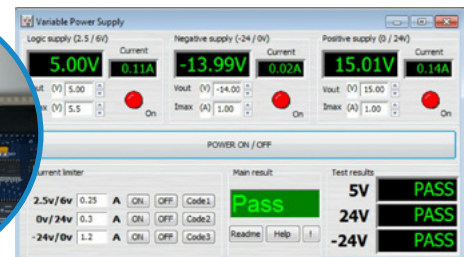 Variable Power Supply
Logic supply (2.5 / 6V)
5.00V
Current
0.11A
Vout (V) 5.00
(V) 5.5
On
Negative supply (-24 / 0V)
-13.99V
Current
0.02A
Vout (V) -14.00
Imax (A) 1.00
On
Positive supply (0 / 24V)
15.01V
Current
0.14A
Vout (V) 15.00
Imax (A) 1.00
On
POWER ON / OFF
Current limiter
2.5v/6v 0.25 A ON OFF Code1
0v/24v 0.3 A ON OFF Code2
-24v/0v 1.2 A ON OFF Code3
Main result
Pass
Readme Help !
Test results
5V PASS
24V PASS
-24V PASS